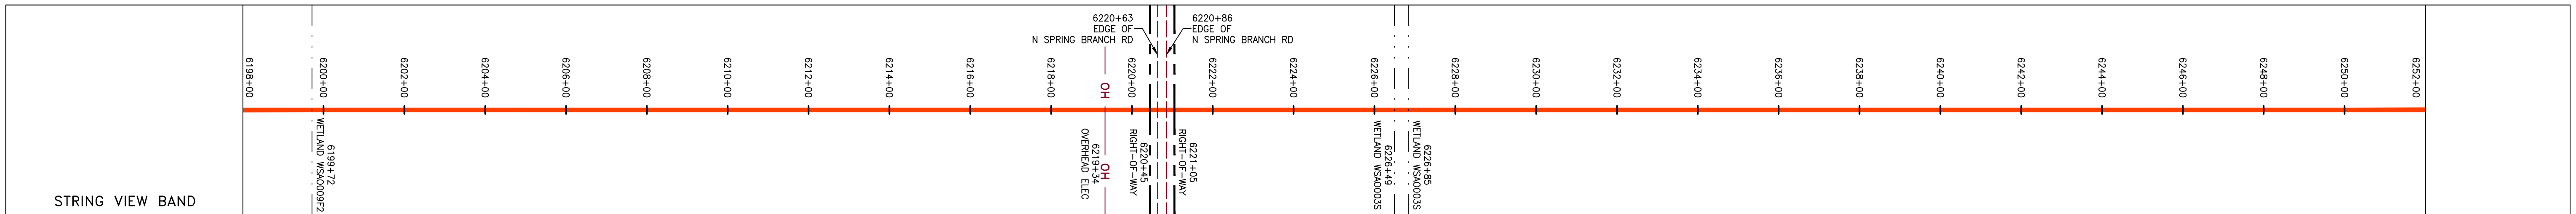 6220+63
EDGE OF
N SPRING BRANCH RD
6220+86
EDGE OF
N SPRING BRANCH RD
6198+00
6200+00
6202+00
6204+00
6206+00
6208+00
6210+00
6212+00
6214+00
6216+00
6218+00
6220+00
6222+00
6224+00
6226+00
6228+00
6230+00
6232+00
6234+00
6236+00
6238+00
6240+00
6242+00
6244+00
6246+00
6248+00
6250+00
6252+00
OH
OH
6199+72
WETLAND WSAO009F2
6219+34
OVERHEAD ELEC
6220+45
RIGHT-OF-WAY
6221+05
RIGHT-OF-WAY
6226+49
WETLAND WSAO003S
6226+85
WETLAND WSAO003S
STRING VIEW BAND